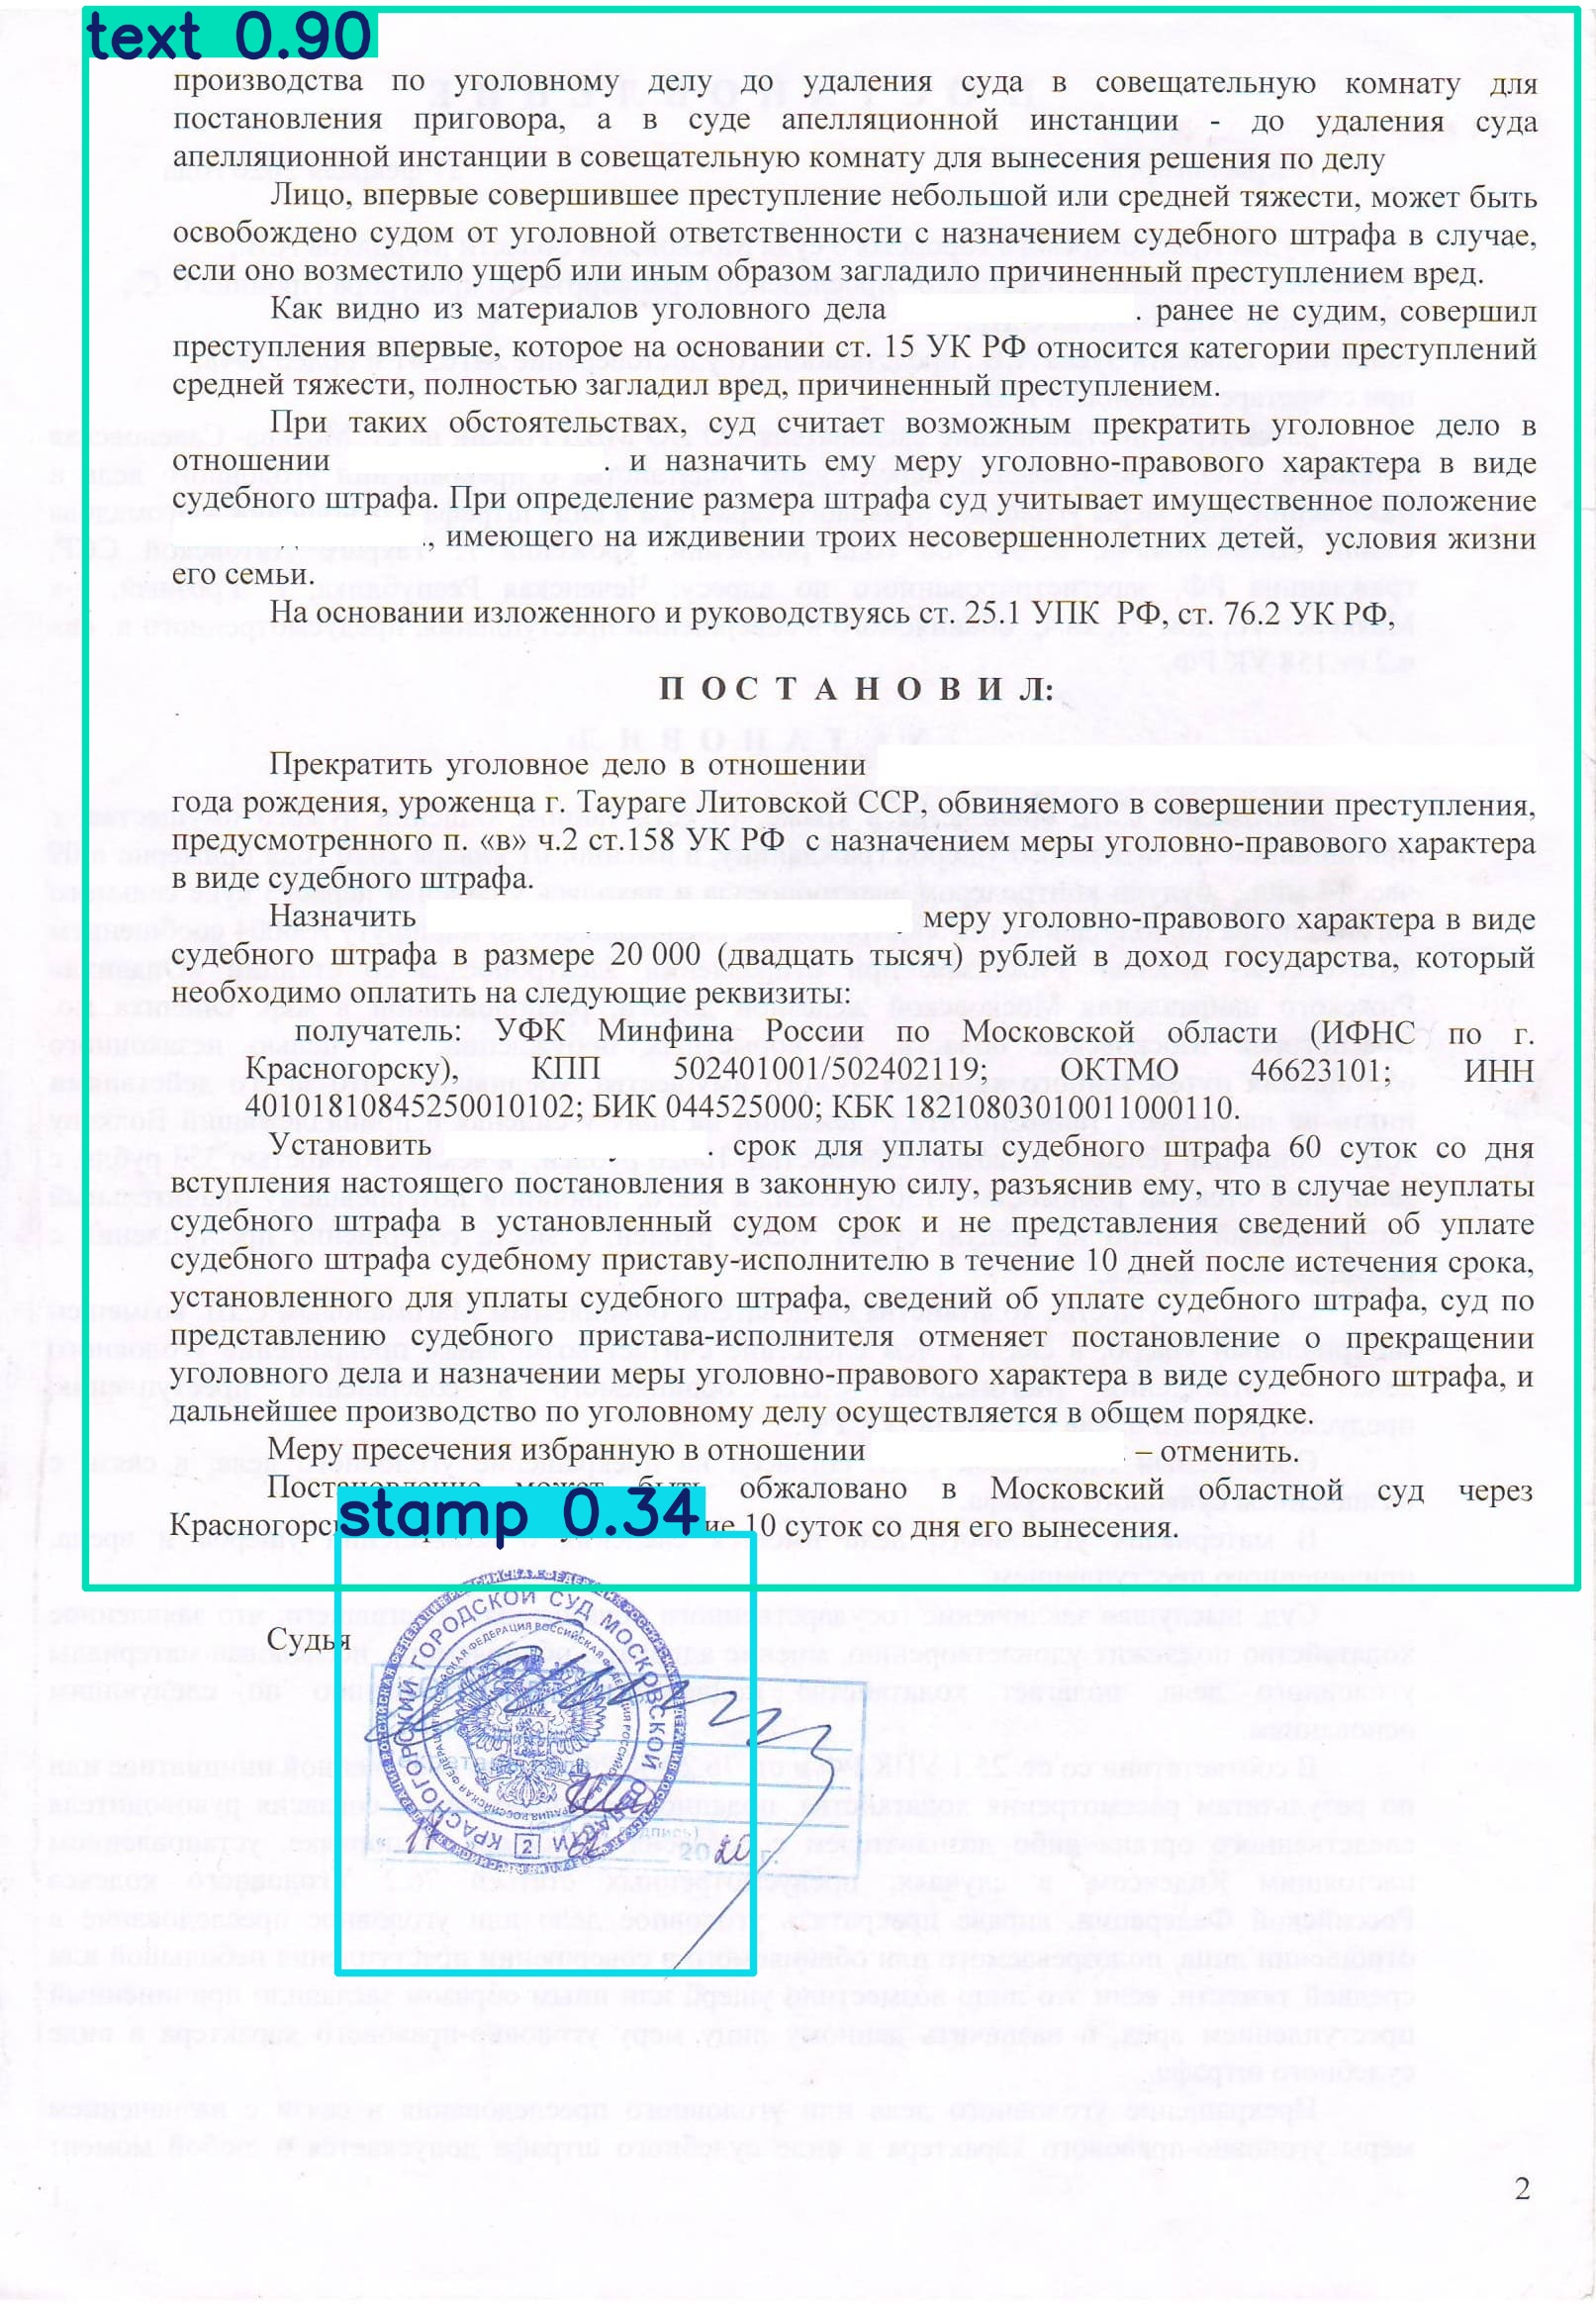 text 0.90
производства по уголовному делу до удаления суда в совещательную комнату для
постановления приговора, а в суде апелляционной инстанции - до удаления суда
апелляционной инстанции в совещательную комнату для вынесения решения по делу
Лицо, впервые совершившее преступление небольшой или средней тяжести, может быть
освобождено судом от уголовной ответственности с назначением судебного штрафа в случае,
если оно возместило ущерб или иным образом загладило причиненный преступлением вред.
Как видно из материалов уголовного дела . ранее не судим, совершил
преступления впервые, которое на основании ст. 15 УК РФ относится категории преступлений
средней тяжести, полностью загладил вред, причиненный преступлением.
При таких обстоятельствах, суд считает возможным прекратить уголовное дело в
отношении . и назначить ему меру уголовно-правового характера в виде
судебного штрафа. При определение размера штрафа суд учитывает имущественное положение
., имеющего на иждивении троих несовершеннолетних детей, условия жизни
его семьи.
На основании изложенного и руководствуясь ст. 25.1 УПК РФ, ст. 76.2 УК РФ,
П О С Т А Н О В И Л:
Прекратить уголовное дело в отношении
года рождения, уроженца г. Таураге Литовской ССР, обвиняемого в совершении преступления,
предусмотренного п. «в» ч.2 ст.158 УК РФ с назначением меры уголовно-правового характера
в виде судебного штрафа.
Назначить меру уголовно-правового характера в виде
судебного штрафа в размере 20 000 (двадцать тысяч) рублей в доход государства, который
необходимо оплатить на следующие реквизиты:
получатель: УФК Минфина России по Московской области (ИФНС по г.
Красногорску), КПП 502401001/502402119; ОКТМО 46623101; ИНН
40101810845250010102; БИК 044525000; КБК 18210803010011000110.
Установить . срок для уплаты судебного штрафа 60 суток со дня
вступления настоящего постановления в законную силу, разъяснив ему, что в случае неуплаты
судебного штрафа в установленный судом срок и не представления сведений об уплате
судебного штрафа судебному приставу-исполнителю в течение 10 дней после истечения срока,
установленного для уплаты судебного штрафа, сведений об уплате судебного штрафа, суд по
представлению судебного пристава-исполнителя отменяет постановление о прекращении
уголовного дела и назначении меры уголовно-правового характера в виде судебного штрафа, и
дальнейшее производство по уголовному делу осуществляется в общем порядке.
Меру пресечения избранную в отношении – отменить.
Постановление может быть обжаловано в Московский областной суд через
stamp 0.34
10 суток со дня его вынесения.
Судья
КРАСНОГОРСКИЙ ГОРОДСКОЙ СУД МОСКОВСКОЙ ОБЛАСТИ
РОССИЙСКАЯ ФЕДЕРАЦИЯ
2
2020 г.
2